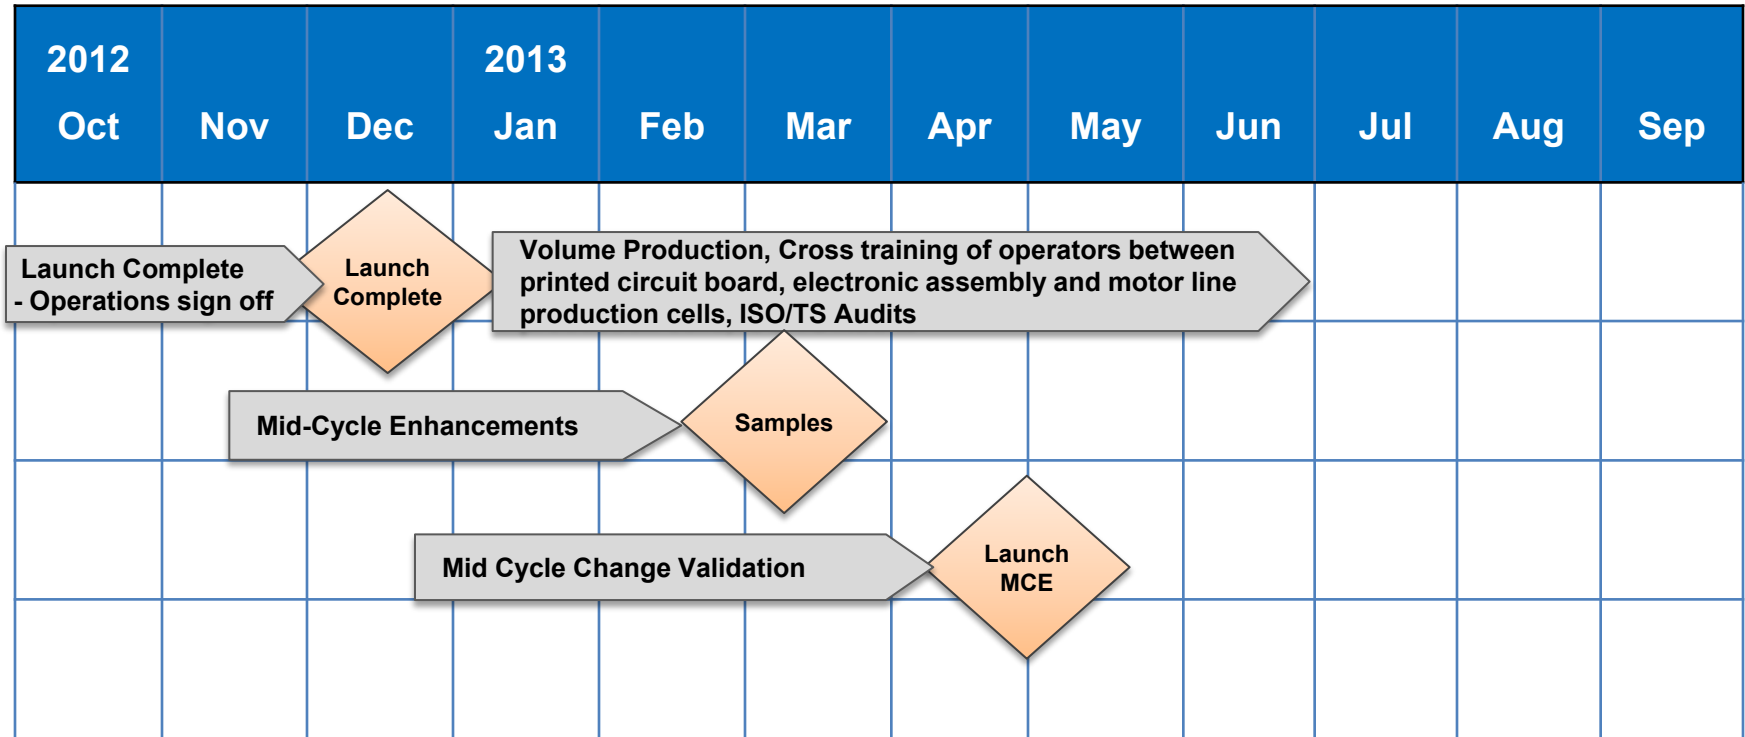 2012
2013
Oct Nov Dec Jan Feb Mar Apr May Jun Jul Aug Sep
Launch Complete
- Operations sign off
Launch
Complete
Volume Production, Cross training of operators between
printed circuit board, electronic assembly and motor line
production cells, ISO/TS Audits
Mid-Cycle Enhancements
Samples
Mid Cycle Change Validation
Launch
MCE